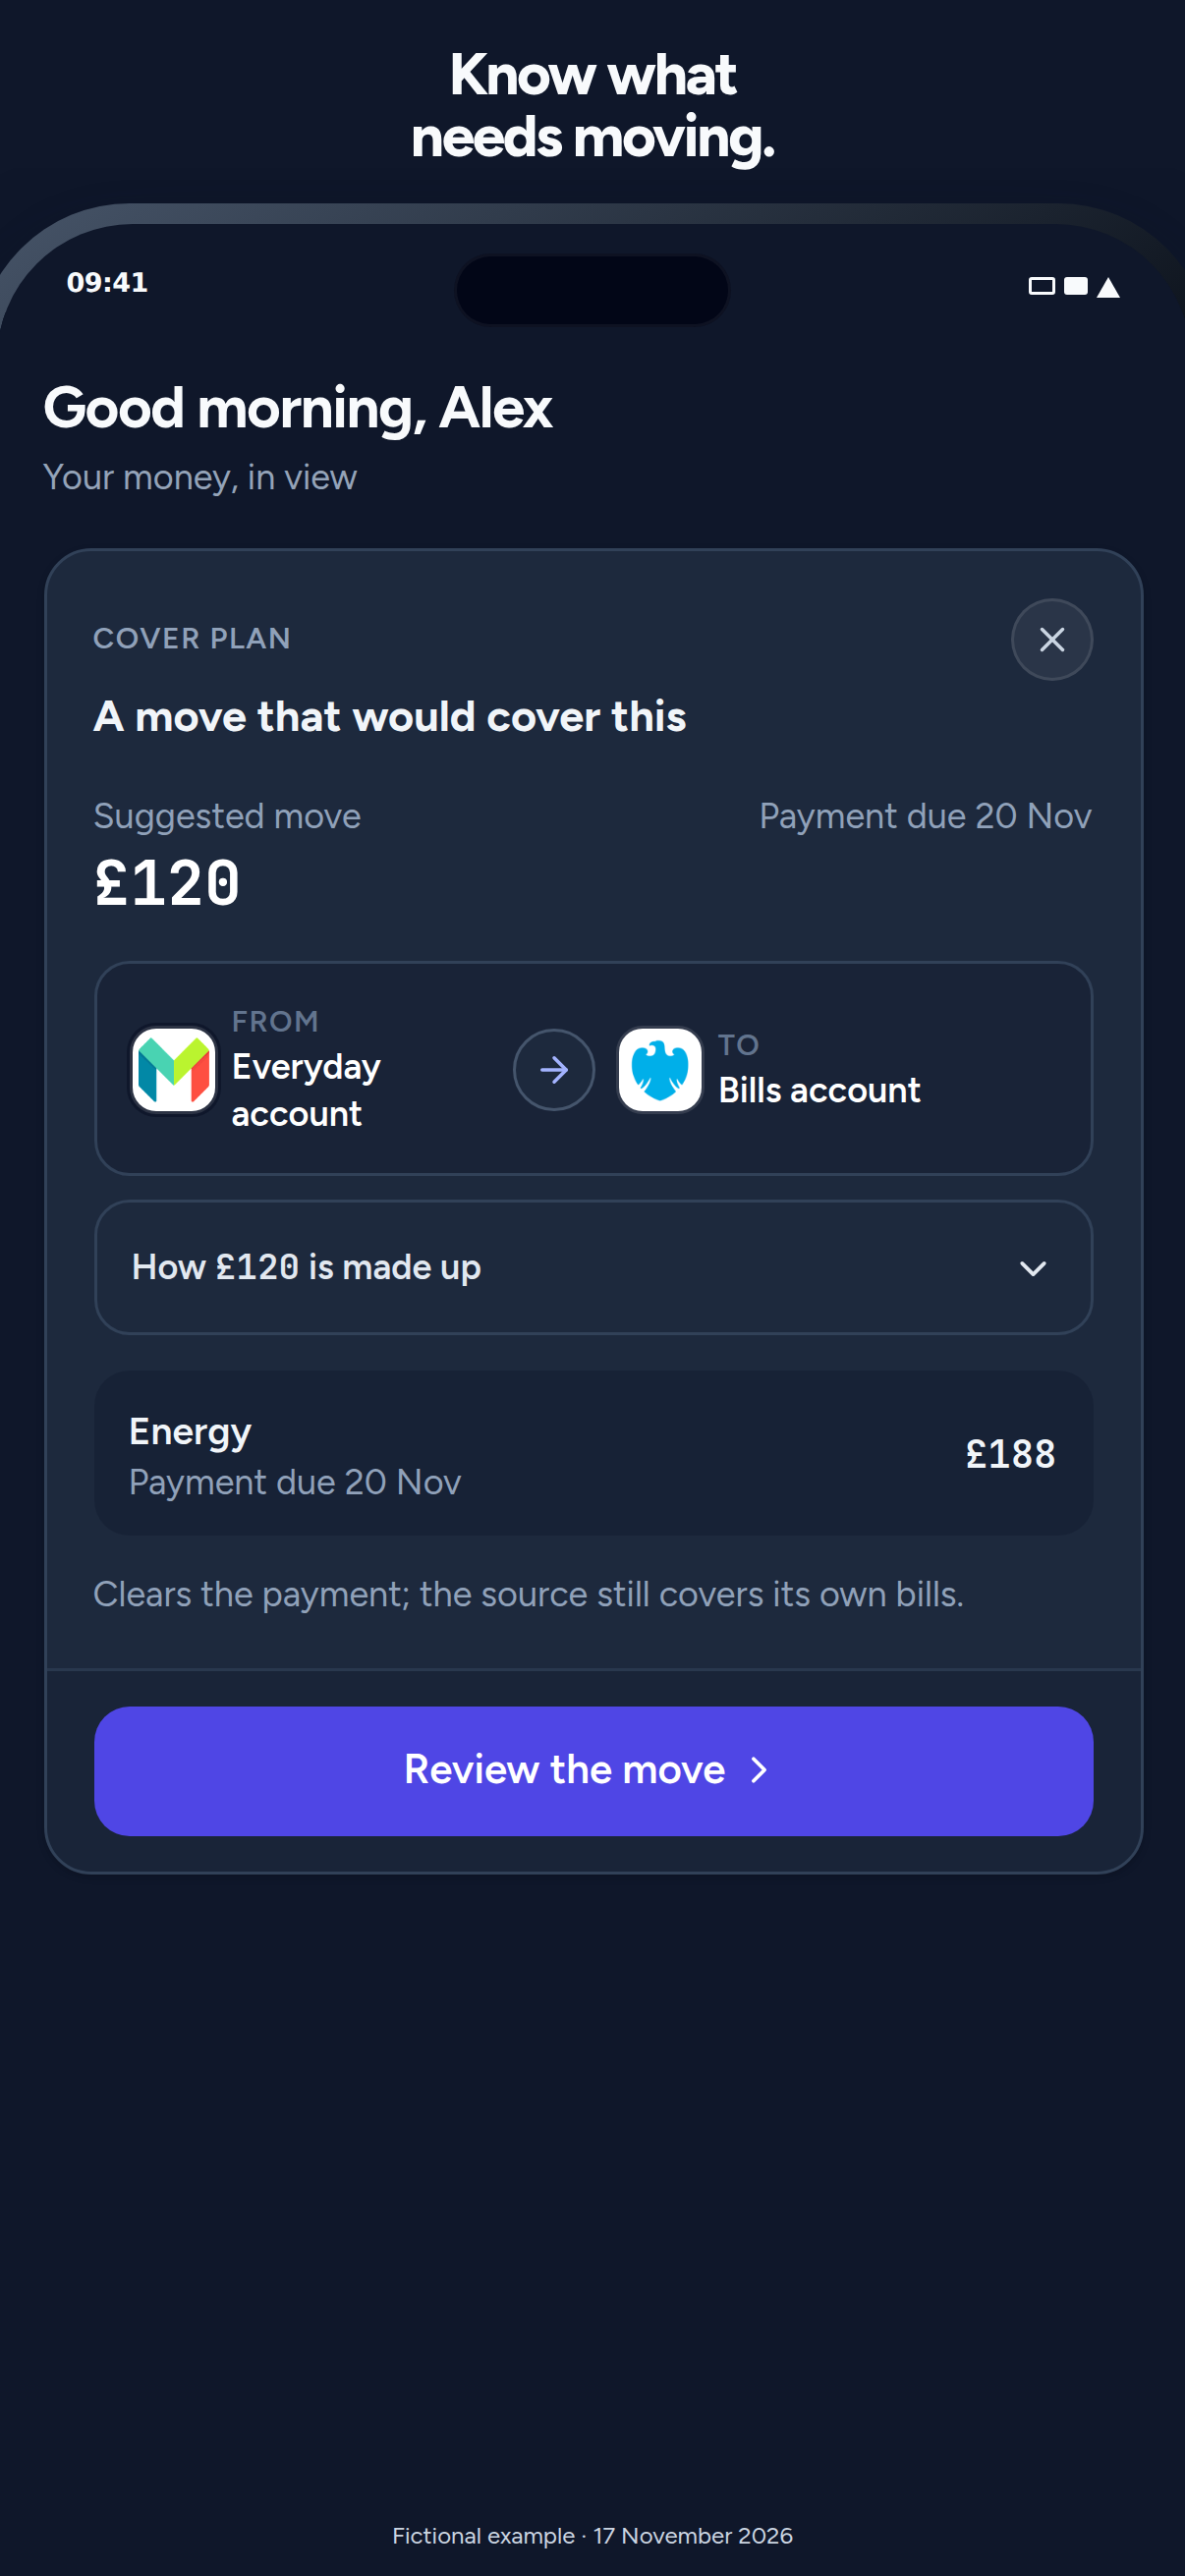 Know what
needs moving.
09:41
Good morning, Alex
Your money, in view
COVER PLAN
A move that would cover this
Suggested move
Payment due 20 Nov
£120
FROM
Everyday
account
TO
Bills account
How £120 is made up
Energy
Payment due 20 Nov
£188
Clears the payment; the source still covers its own bills.
Review the move
Fictional example · 17 November 2026